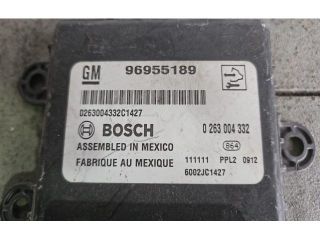 GM 96955189
0263004332C1427
BOSCH 0 263 004 332
ASSEMBLED IN MEXICO 864
FABRIQUE AU MEXIQUE 111111 PPL2 0912
6002JC1427